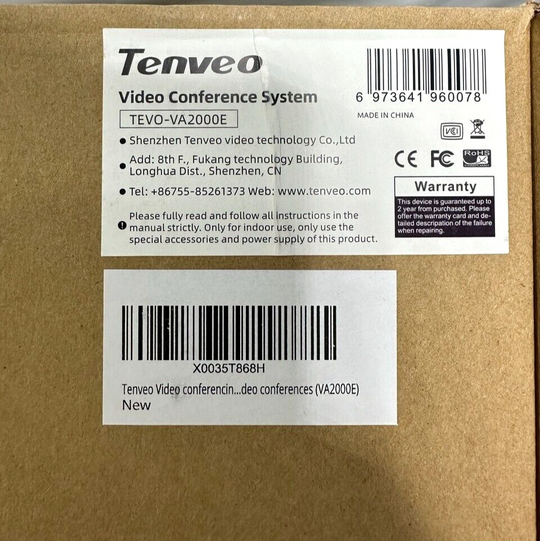 Tenveo
Video Conference System
TEVO-VA2000E
● Shenzhen Tenveo video technology Co.,Ltd
● Add: 8th F., Fukang technology Building,
Longhua Dist., Shenzhen, CN
● Tel: +86755-85261373 Web: www.tenveo.com
Please fully read and follow all instructions in the
manual strictly. Only for indoor use, only use the
special accessories and power supply of this product.
6 973641 960078
MADE IN CHINA
VCI
CE FC RoHS
Warranty
This device is guaranteed up to
2 year from purchased. Please
offer the warranty card and de-
tailed descripation of the failure
when repairing.
X0035T868H
Tenveo Video conferencin...deo conferences (VA2000E)
New